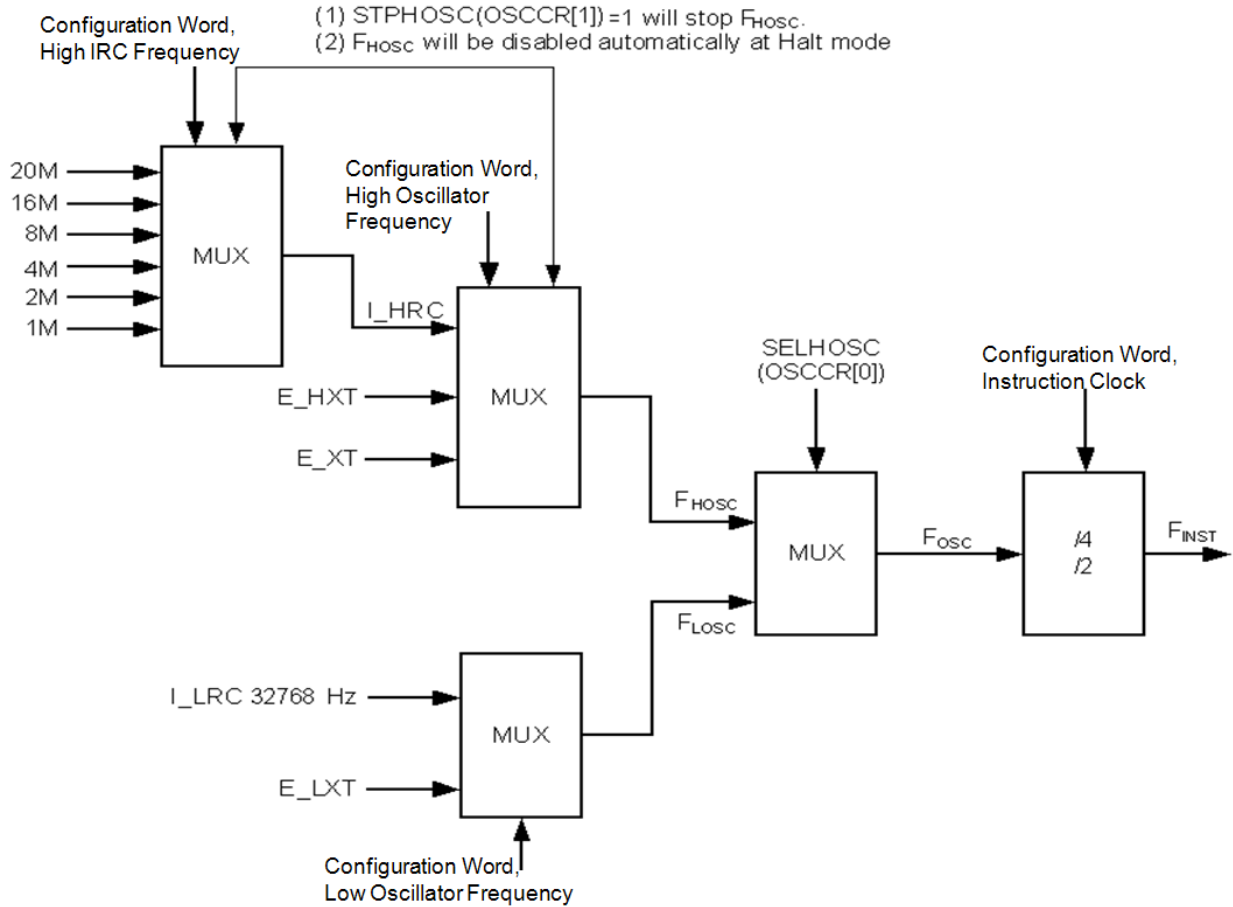 (1) STPHOSC(OSCCR[1])=1 will stop FHOSC.
(2) FHOSC will be disabled automatically at Halt mode
Configuration Word,
High IRC Frequency
20M
16M
8M
4M
2M
1M
MUX
Configuration Word,
High Oscillator
Frequency
I_HRC
E_HXT
E_XT
MUX
SELHOSC
(OSCCR[0])
Configuration Word,
Instruction Clock
FHOSC
FLOSC
MUX
FOSC
/4
/2
FINST
I_LRC 32768 Hz
E_LXT
MUX
Configuration Word,
Low Oscillator Frequency